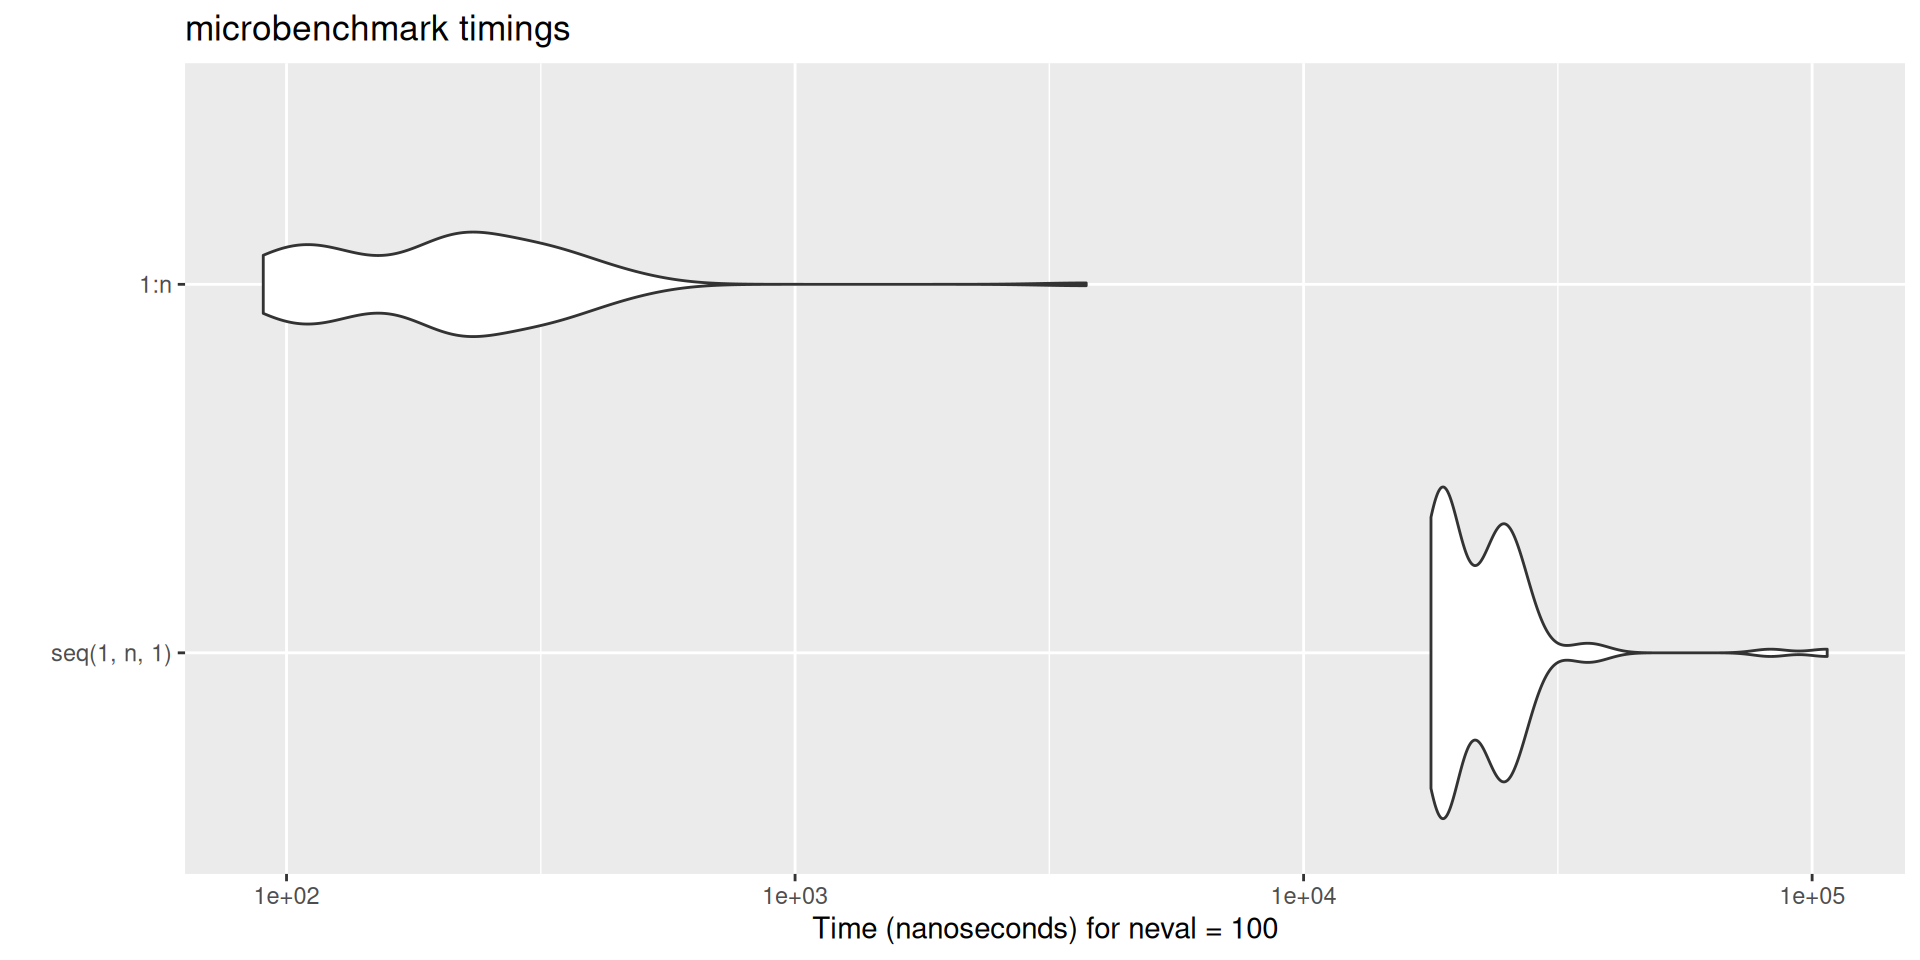 microbenchmark timings
1:n
seq(1, n, 1)
1e+02 1e+03 1e+04 1e+05
Time (nanoseconds) for neval = 100